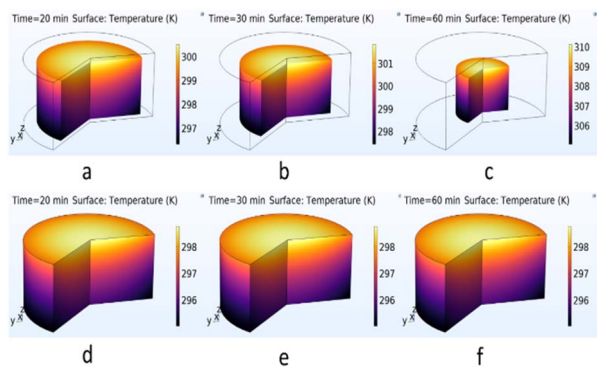 Time=20 min Surface: Temperature (K)
Time=30 min Surface: Temperature (K)
Time=60 min Surface: Temperature (K)
300
299
298
297
y z x
301
300
299
298
y z x
310
309
308
307
306
y z x
a
b
c
Time=20 min Surface: Temperature (K)
Time=30 min Surface: Temperature (K)
Time=60 min Surface: Temperature (K)
298
297
296
y z x
298
297
296
y z x
298
297
296
y z x
d
e
f